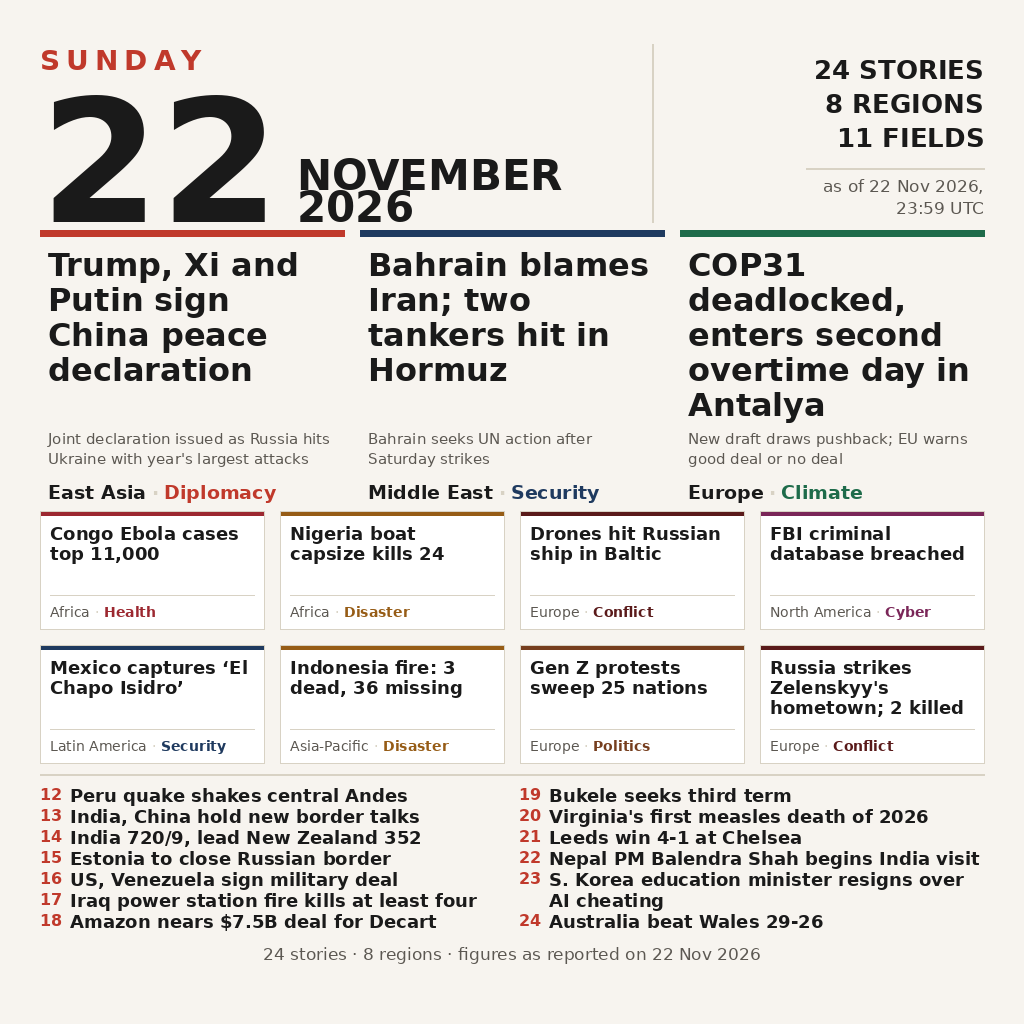 SUNDAY
22
NOVEMBER
2026
24 STORIES
8 REGIONS
11 FIELDS
as of 22 Nov 2026,
23:59 UTC
Trump, Xi and
Putin sign
China peace
declaration
Joint declaration issued as Russia hits
Ukraine with year's largest attacks
East Asia · Diplomacy
Bahrain blames
Iran; two
tankers hit in
Hormuz
Bahrain seeks UN action after
Saturday strikes
Middle East · Security
COP31
deadlocked,
enters second
overtime day in
Antalya
New draft draws pushback; EU warns
good deal or no deal
Europe · Climate
Congo Ebola cases
top 11,000
Africa · Health
Nigeria boat
capsize kills 24
Africa · Disaster
Drones hit Russian
ship in Baltic
Europe · Conflict
FBI criminal
database breached
North America · Cyber
Mexico captures ‘El
Chapo Isidro’
Latin America · Security
Indonesia fire: 3
dead, 36 missing
Asia-Pacific · Disaster
Gen Z protests
sweep 25 nations
Europe · Politics
Russia strikes
Zelenskyy's
hometown; 2 killed
Europe · Conflict
12 Peru quake shakes central Andes
13 India, China hold new border talks
14 India 720/9, lead New Zealand 352
15 Estonia to close Russian border
16 US, Venezuela sign military deal
17 Iraq power station fire kills at least four
18 Amazon nears $7.5B deal for Decart
19 Bukele seeks third term
20 Virginia's first measles death of 2026
21 Leeds win 4-1 at Chelsea
22 Nepal PM Balendra Shah begins India visit
23 S. Korea education minister resigns over
AI cheating
24 Australia beat Wales 29-26
24 stories · 8 regions · figures as reported on 22 Nov 2026